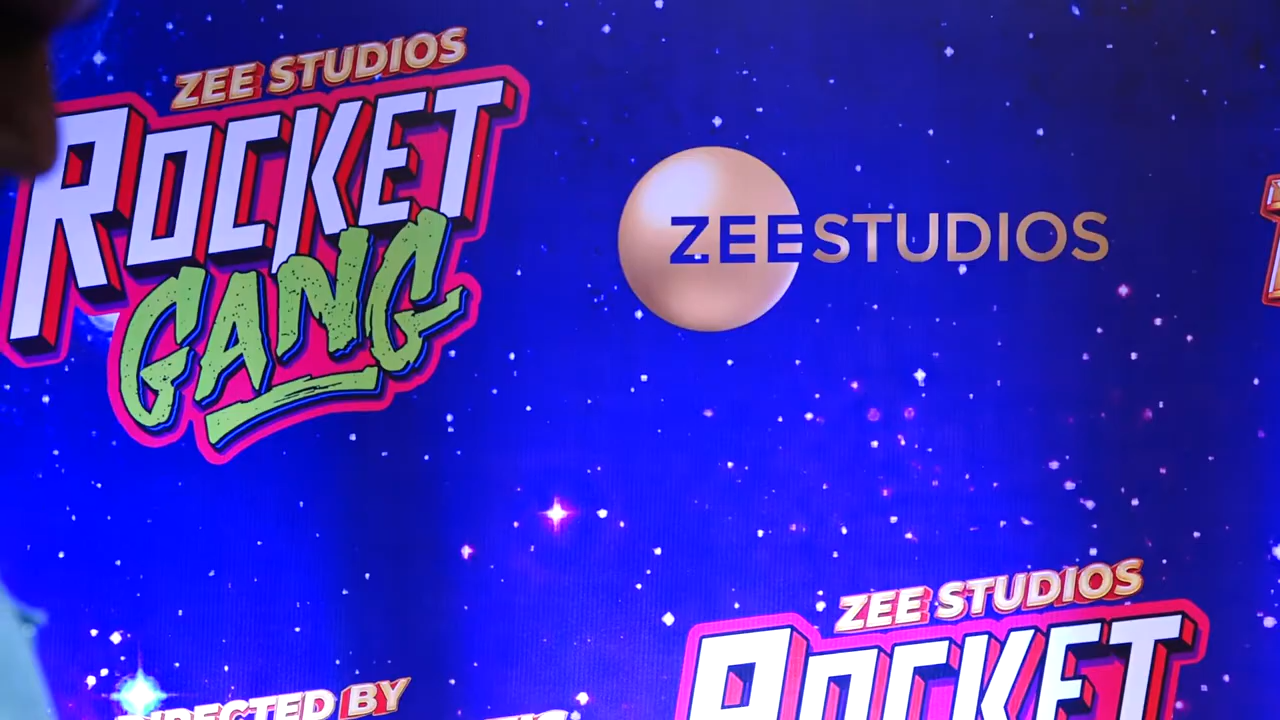 ZEE STUDIOS
ROCKET
GANG
ZEESTUDIOS
ZEE STUDIOS
ROCKET
DIRECTED BY